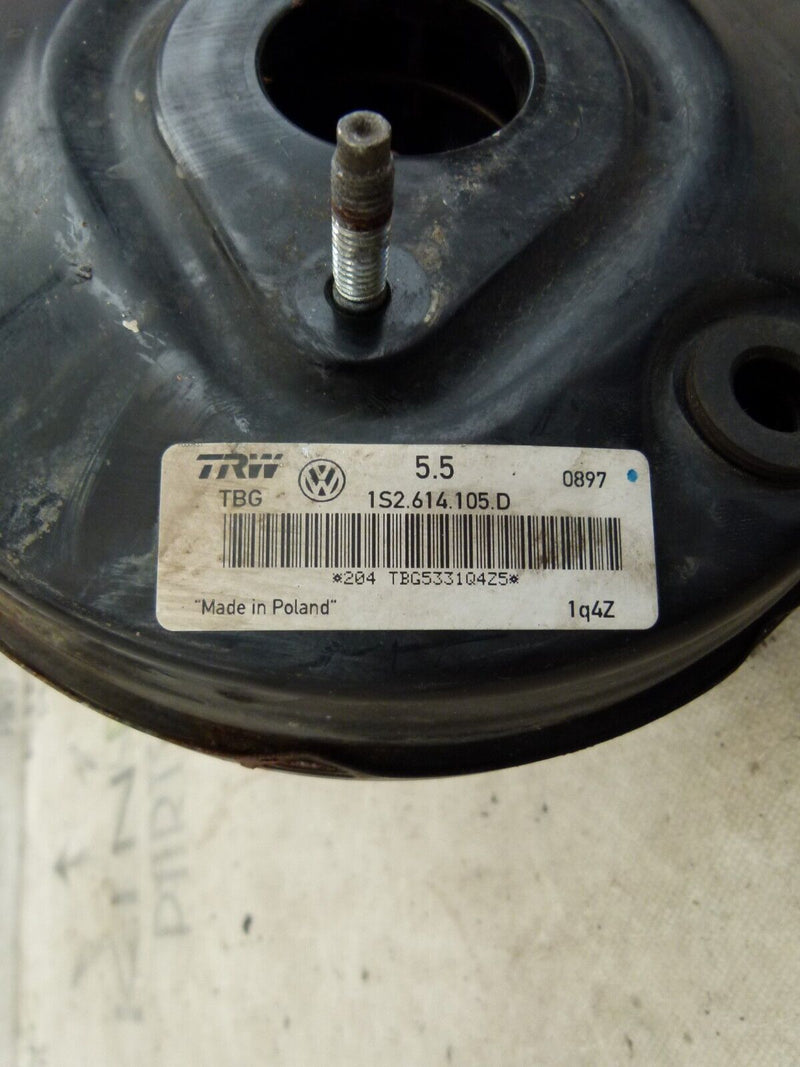 TRW 5.5 0897
TBG 1S2.614.105.D
*204 TBG5331Q4Z5*
"Made in Poland" 1q4Z